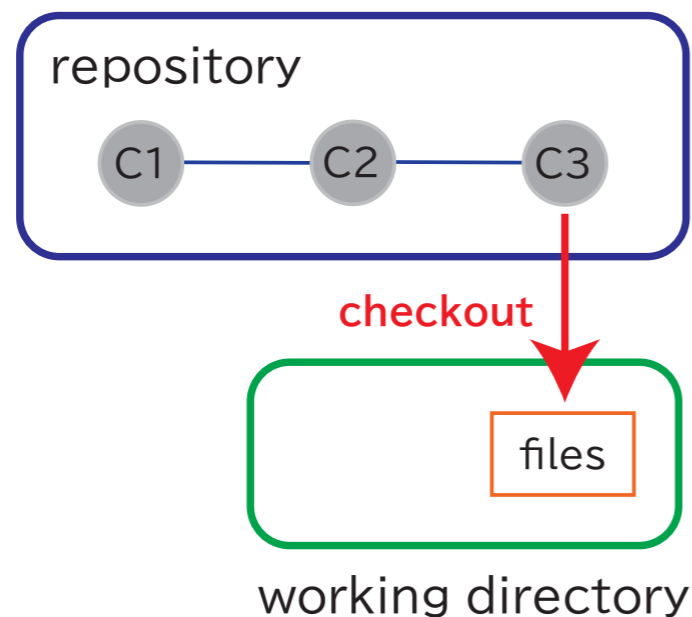 repository
C1
C2
C3
checkout
files
working directory